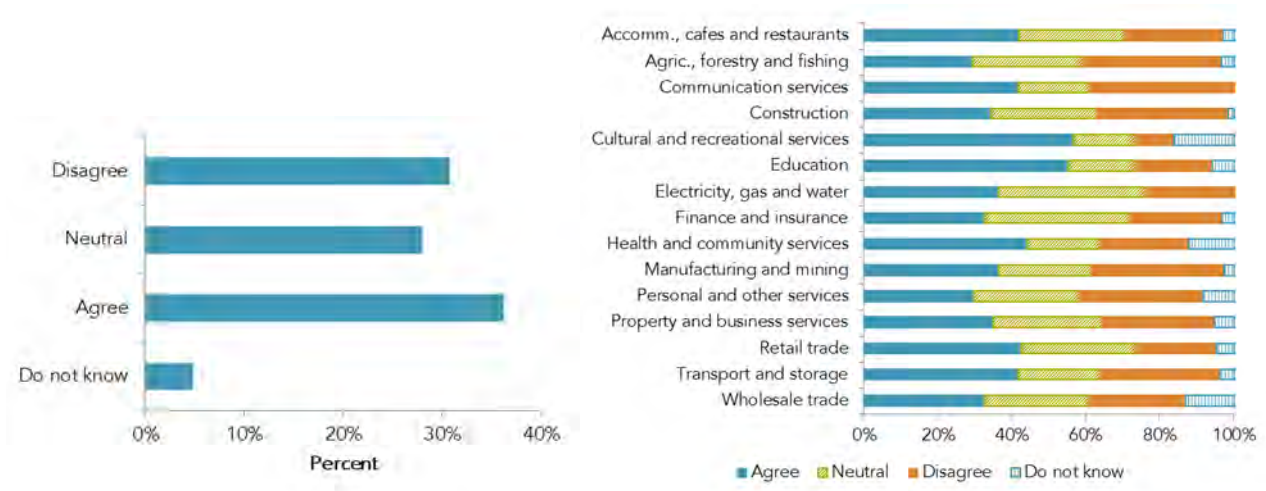 Disagree
Neutral
Agree
Do not know
0% 10% 20% 30% 40%
Percent
Accomm., cafes and restaurants
Agric., forestry and fishing
Communication services
Construction
Cultural and recreational services
Education
Electricity, gas and water
Finance and insurance
Health and community services
Manufacturing and mining
Personal and other services
Property and business services
Retail trade
Transport and storage
Wholesale trade
0% 20% 40% 60% 80% 100%
Agree Neutral Disagree Do not know